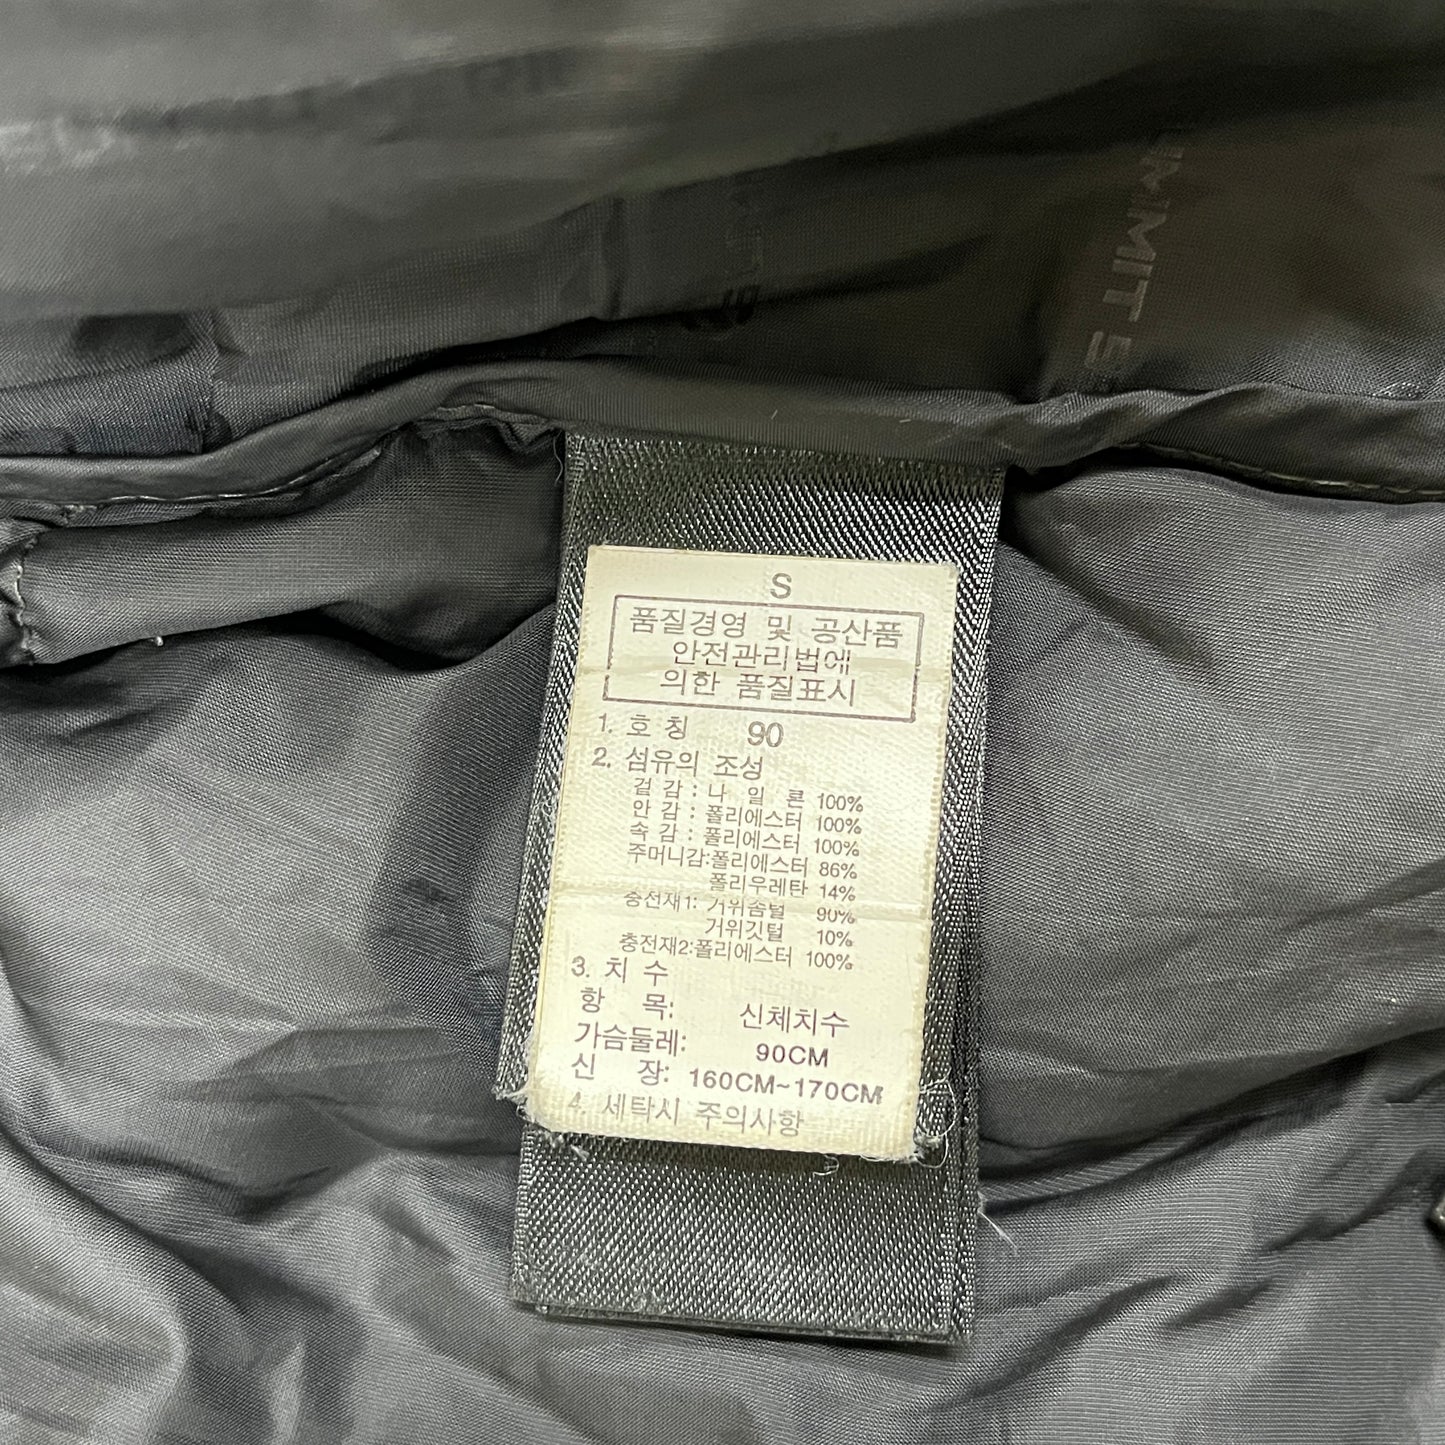 UMMIT S
S
품질경영 및 공산품
안전관리법에
의한 품질표시
1. 호 칭 90
2. 섬유의 조성
겉 감 : 나 일 론 100%
안 감 : 폴리에스터 100%
속 감 : 폴리에스터 100%
주머니감:폴리에스터 86%
폴리우레탄 14%
충전재1: 거위솜털 90%
거위깃털 10%
충전재2:폴리에스터 100%
3. 치 수
항 목: 신체치수
가슴둘레: 90CM
신 장: 160CM~170CM
4. 세탁시 주의사항